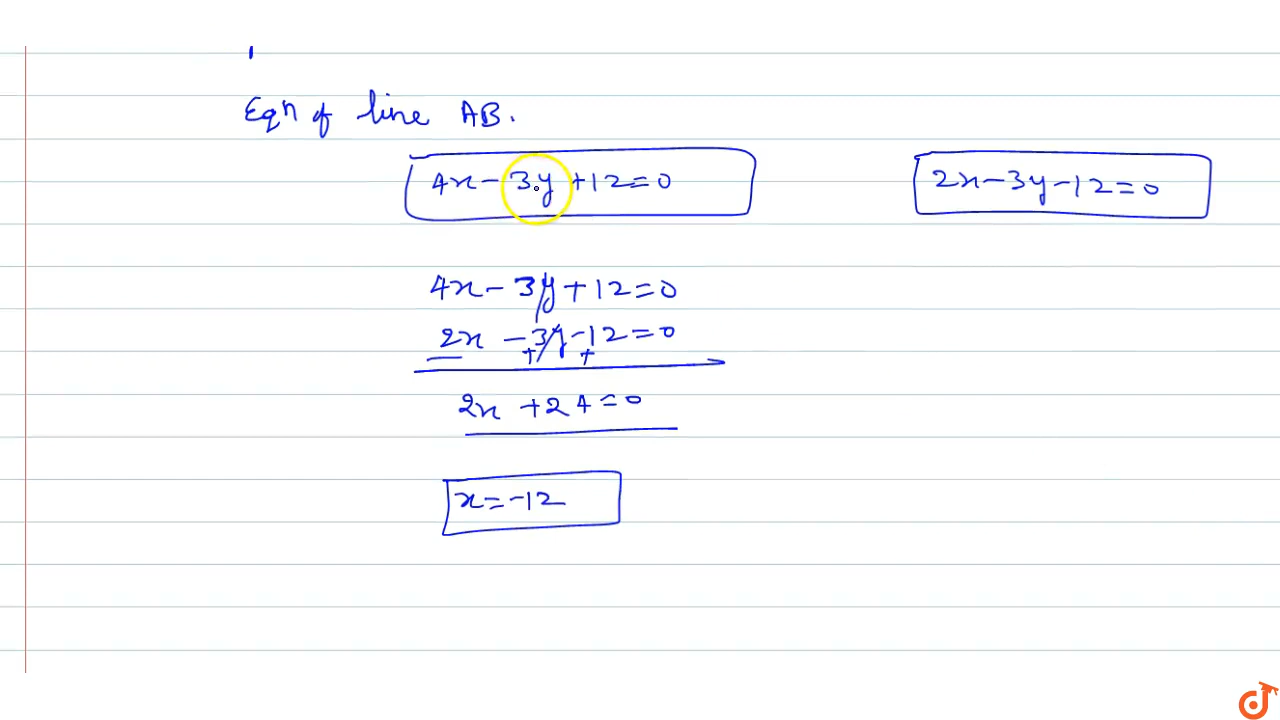 Eqn of line AB.
4x - 3y + 12 = 0
2x - 3y - 12 = 0
4x - 3y + 12 = 0
2x - 3y - 12 = 0
+ +
2x + 24 = 0
x = -12